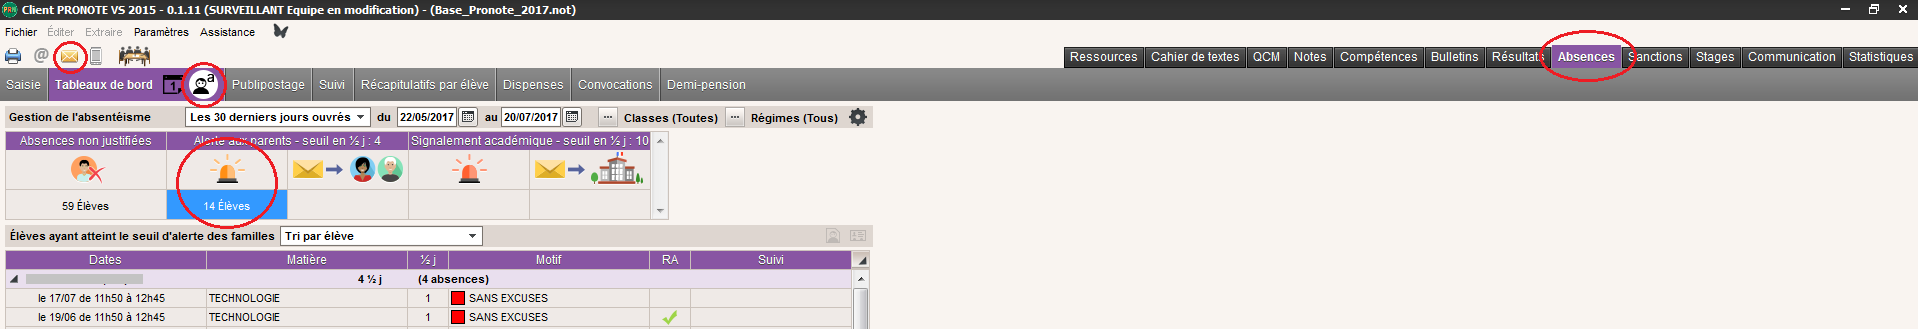 Client PRONOTE VS 2015 - 0.1.11 (SURVEILLANT Equipe en modification) - (Base_Pronote_2017.not)
Fichier Éditer Extraire Paramètres Assistance
Ressources Cahier de textes QCM Notes Compétences Bulletins Résultats Absences Sanctions Stages Communication Statistiques
Saisie Tableaux de bord 1 a Publipostage Suivi Récapitulatifs par élève Dispenses Convocations Demi-pension
Gestion de l'absentéisme Les 30 derniers jours ouvrés du 22/05/2017 au 20/07/2017 ... Classes (Toutes) ... Régimes (Tous)
Absences non justifiées Alerte aux parents - seuil en ½ j : 4 Signalement académique - seuil en ½ j : 10
59 Élèves 14 Élèves
Élèves ayant atteint le seuil d'alerte des familles Tri par élève
Dates Matière ½ j Motif RA Suivi
4 ½ j (4 absences)
le 17/07 de 11h50 à 12h45 TECHNOLOGIE 1 SANS EXCUSES
le 19/06 de 11h50 à 12h45 TECHNOLOGIE 1 SANS EXCUSES